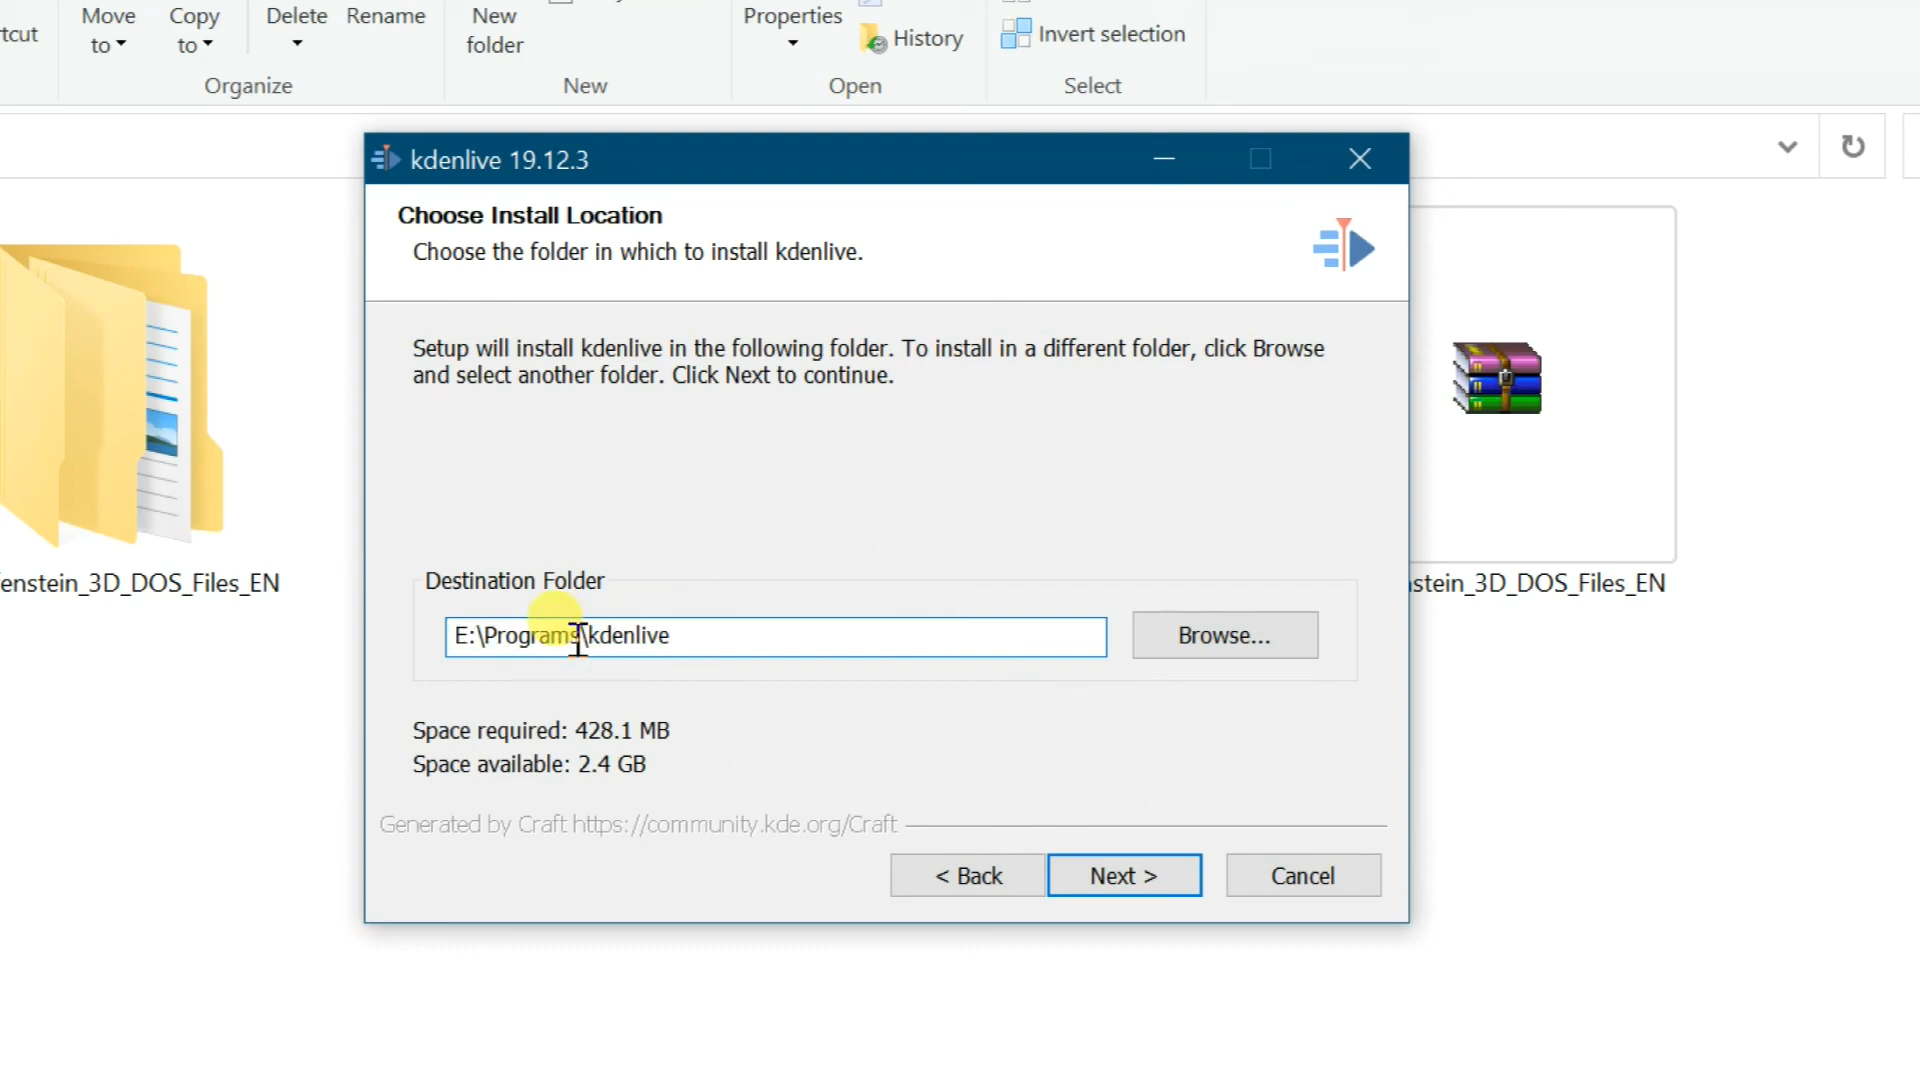 tcut
Move
to
Copy
to
Delete
Rename
Organize
New
folder
New
Properties
History
Open
Invert selection
Select
kdenlive 19.12.3
Choose Install Location
Choose the folder in which to install kdenlive.
Setup will install kdenlive in the following folder. To install in a different folder, click Browse
and select another folder. Click Next to continue.
enstein_3D_DOS_Files_EN
stein_3D_DOS_Files_EN
Destination Folder
E:\Programs\kdenlive
Browse...
Space required: 428.1 MB
Space available: 2.4 GB
Generated by Craft https://community.kde.org/Craft
< Back
Next >
Cancel